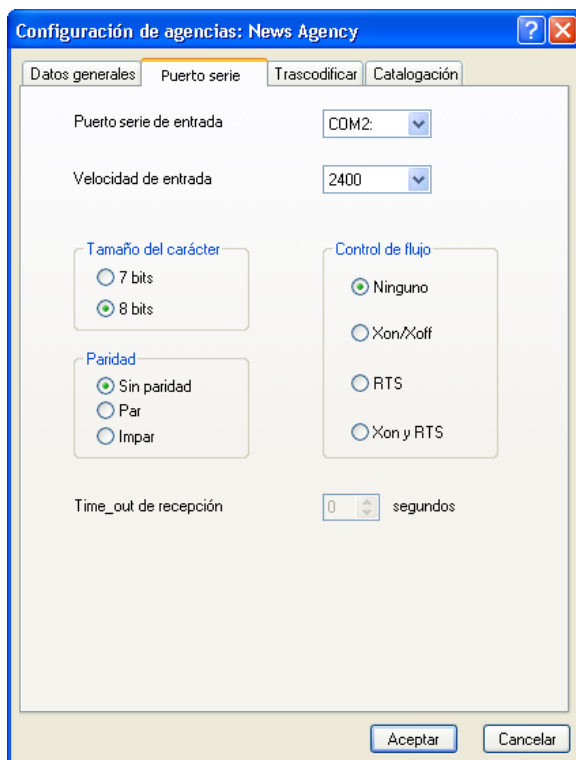 Configuración de agencias: News Agency
Datos generales Puerto serie Trascodificar Catalogación
Puerto serie de entrada COM2:
Velocidad de entrada 2400
Tamaño del carácter
7 bits
8 bits
Control de flujo
Ninguno
Xon/Xoff
RTS
Xon y RTS
Paridad
Sin paridad
Par
Impar
Time_out de recepción 0 segundos
Aceptar Cancelar